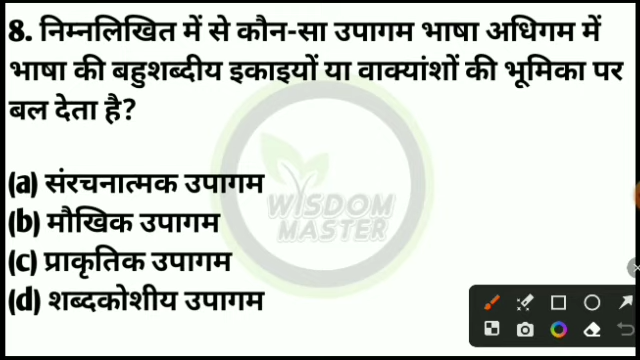 8. निम्नलिखित में से कौन-सा उपागम भाषा अधिगम में
भाषा की बहुशब्दीय इकाइयों या वाक्यांशों की भूमिका पर
बल देता है?
(a) संरचनात्मक उपागम
(b) मौखिक उपागम
(c) प्राकृतिक उपागम
(d) शब्दकोशीय उपागम
WISDOM
MASTER